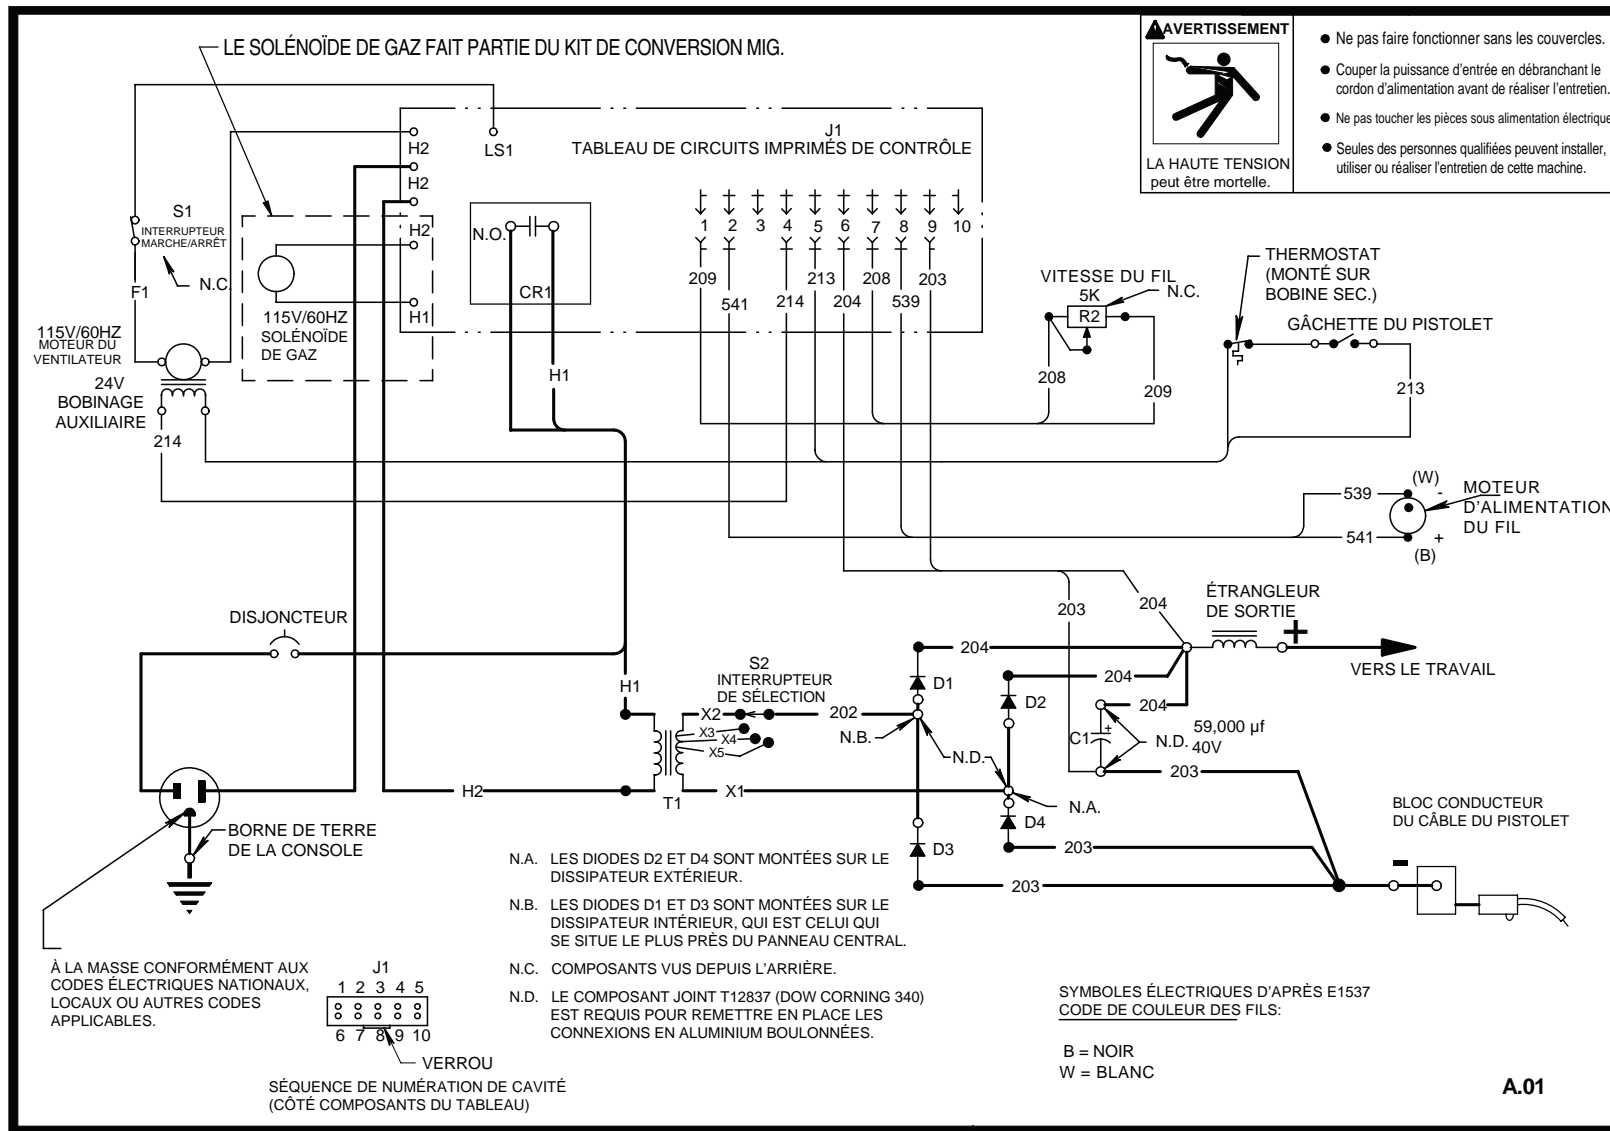 LE SOLÉNOÏDE DE GAZ FAIT PARTIE DU KIT DE CONVERSION MIG.
AVERTISSEMENT
LA HAUTE TENSION
peut être mortelle.
Ne pas faire fonctionner sans les couvercles.
Couper la puissance d'entrée en débranchant le
cordon d'alimentation avant de réaliser l'entretien.
Ne pas toucher les pièces sous alimentation électrique
Seules des personnes qualifiées peuvent installer,
utiliser ou réaliser l'entretien de cette machine.
J1
TABLEAU DE CIRCUITS IMPRIMÉS DE CONTRÔLE
H2
LS1
H2
H2
H1
N.O.
CR1
1 2 3 4 5 6 7 8 9 10
209
541
214
213
204
208
539
203
S1
INTERRUPTEUR
MARCHE/ARRÊT
N.C.
F1
115V/60HZ
SOLÉNOÏDE
DE GAZ
115V/60HZ
MOTEUR DU
VENTILATEUR
24V
BOBINAGE
AUXILIAIRE
214
H1
VITESSE DU FIL
5K
R2
N.C.
208
209
THERMOSTAT
(MONTÉ SUR
BOBINE SEC.)
GÂCHETTE DU PISTOLET
213
(W)
539
-
541
+
(B)
MOTEUR
D'ALIMENTATION
DU FIL
DISJONCTEUR
H1
H2
S2
INTERRUPTEUR
DE SÉLECTION
X2
X3
X4
X5
X1
T1
202
N.B.
D1
204
D2
204
N.D.
D3
D4
N.A.
203
204
204
C1
+
N.D.
59,000 µf
40V
203
203
203
ÉTRANGLEUR
DE SORTIE
+
VERS LE TRAVAIL
-
BLOC CONDUCTEUR
DU CÂBLE DU PISTOLET
BORNE DE TERRE
DE LA CONSOLE
À LA MASSE CONFORMÉMENT AUX
CODES ÉLECTRIQUES NATIONAUX,
LOCAUX OU AUTRES CODES
APPLICABLES.
J1
1 2 3 4 5
6 7 8 9 10
VERROU
SÉQUENCE DE NUMÉRATION DE CAVITÉ
(CÔTÉ COMPOSANTS DU TABLEAU)
N.A. LES DIODES D2 ET D4 SONT MONTÉES SUR LE
DISSIPATEUR EXTÉRIEUR.
N.B. LES DIODES D1 ET D3 SONT MONTÉES SUR LE
DISSIPATEUR INTÉRIEUR, QUI EST CELUI QUI
SE SITUE LE PLUS PRÈS DU PANNEAU CENTRAL.
N.C. COMPOSANTS VUS DEPUIS L'ARRIÈRE.
N.D. LE COMPOSANT JOINT T12837 (DOW CORNING 340)
EST REQUIS POUR REMETTRE EN PLACE LES
CONNEXIONS EN ALUMINIUM BOULONNÉES.
SYMBOLES ÉLECTRIQUES D'APRÈS E1537
CODE DE COULEUR DES FILS:
B = NOIR
W = BLANC
A.01